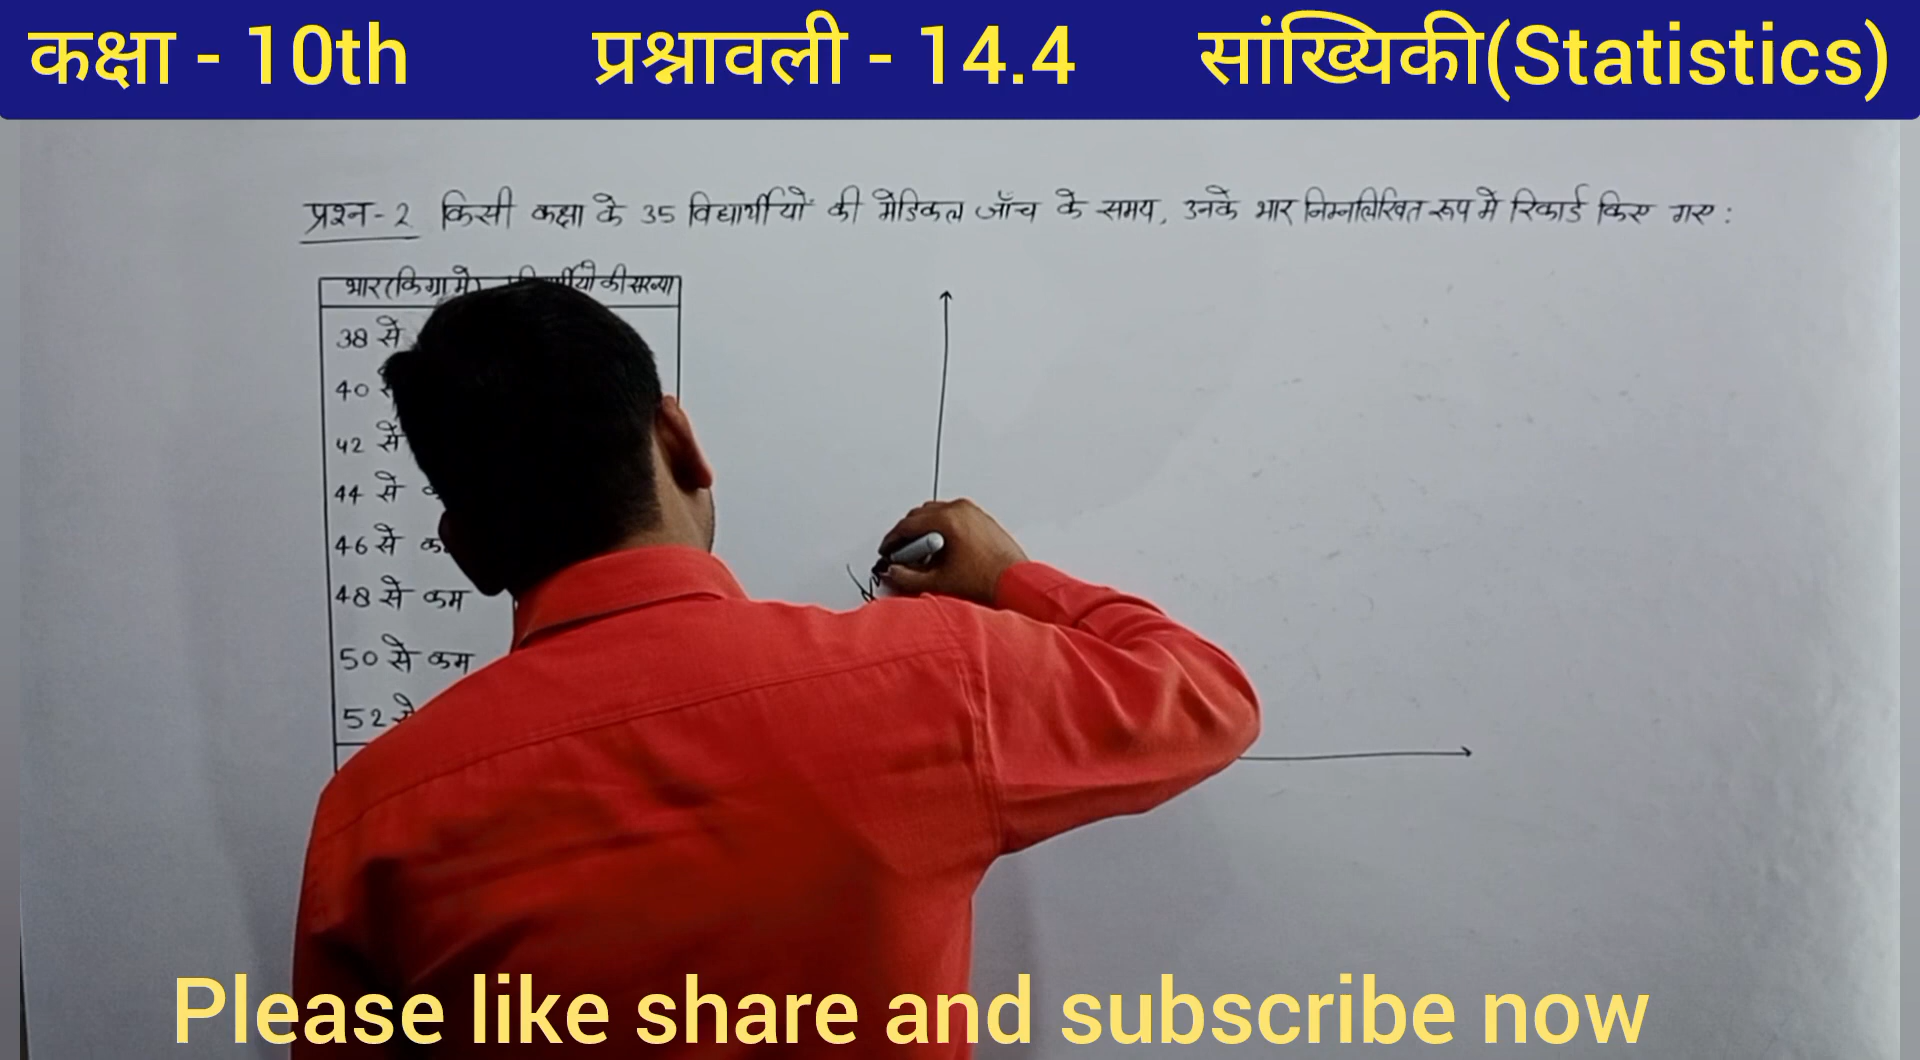 कक्षा - 10th प्रश्नावली - 14.4 सांख्यिकी(Statistics)
प्रश्न-2 किसी कक्षा के 35 विद्यार्थीयों की मेडिकल जाँच के समय, उनके भार निम्नलिखित रूप में रिकार्ड किए गए :
भार (किग्रा में) की संख्या
38 से
40
42 से
44 से
46 से
48 से कम
50 से कम
52 से
Please like share and subscribe now